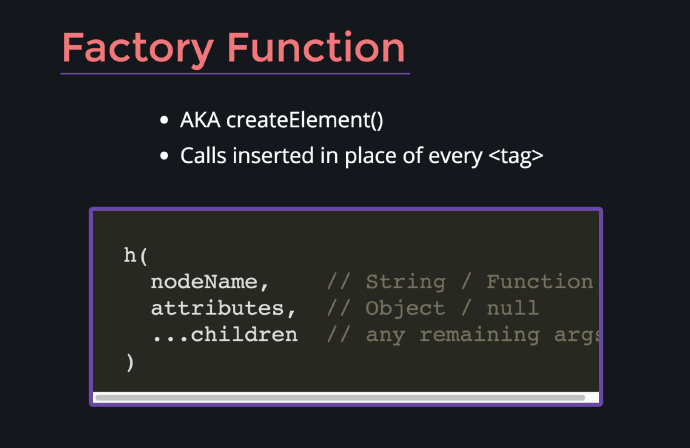 Factory Function
AKA createElement()
Calls inserted in place of every <tag>
h(
nodeName, // String / Function
attributes, // Object / null
...children // any remaining args
)